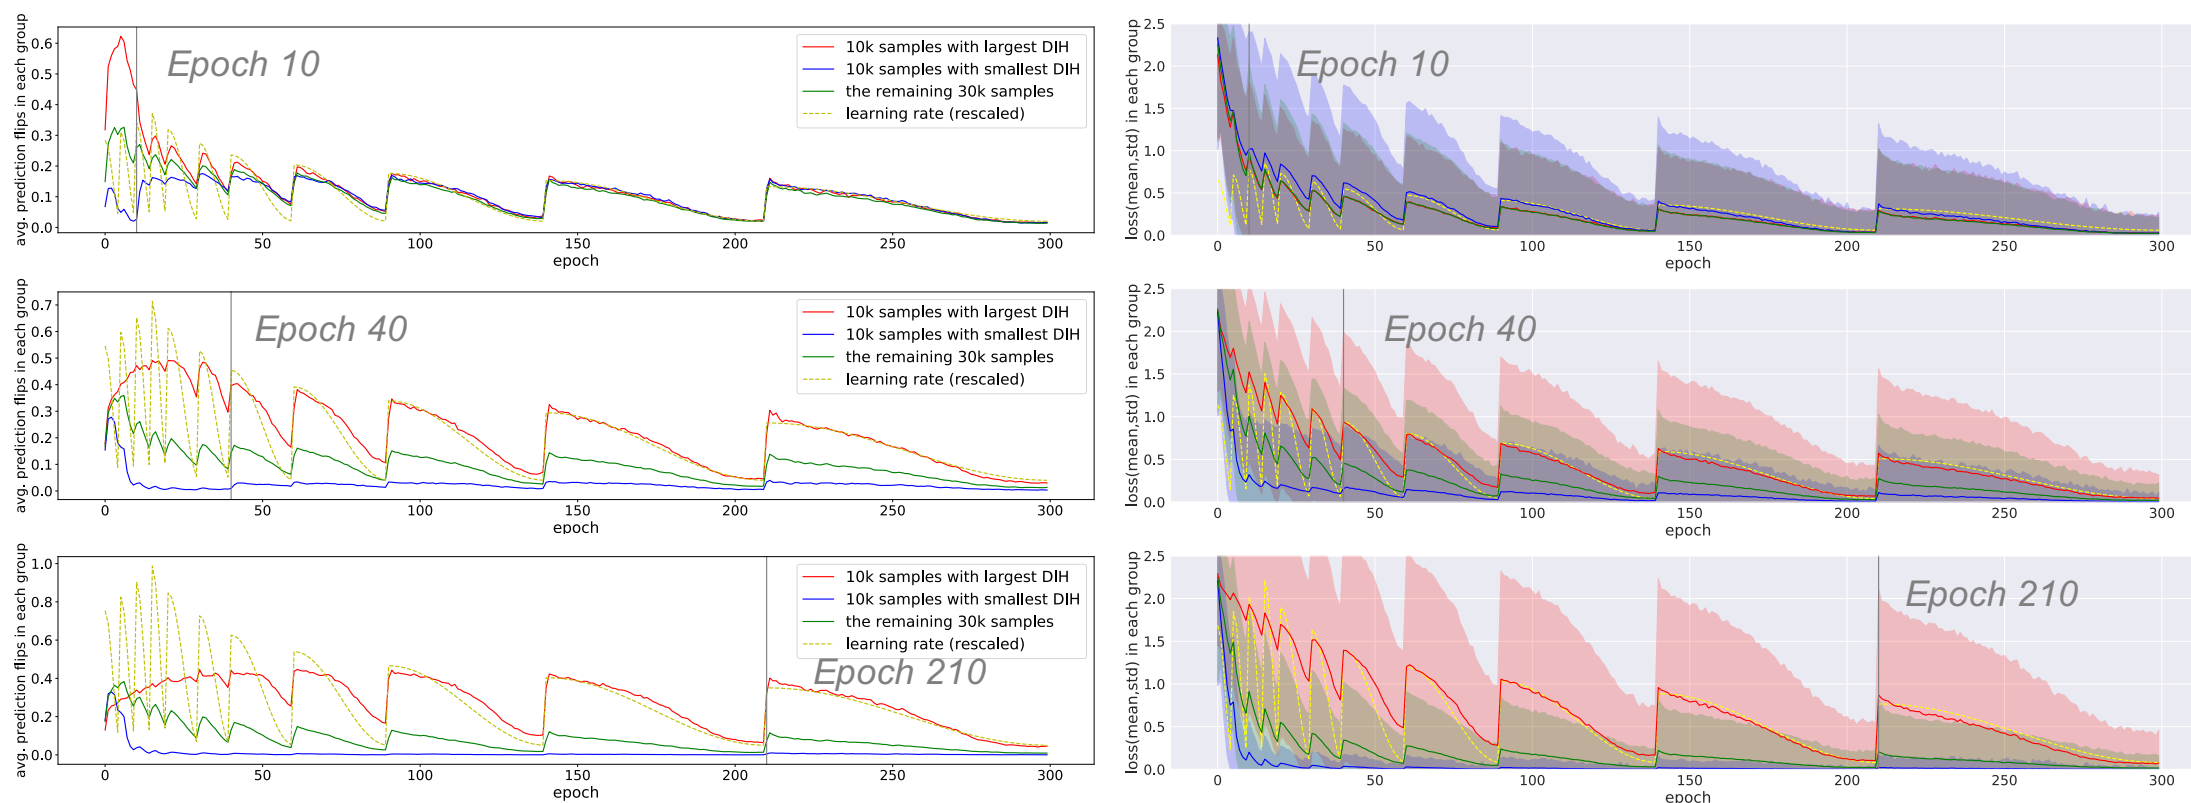 avg. prediction flips in each group
0.6
0.5
0.4
0.3
0.2
0.1
0.0
Epoch 10
10k samples with largest DIH
10k samples with smallest DIH
the remaining 30k samples
learning rate (rescaled)
0 50 100 150 200 250 300
epoch
loss(mean,std) in each group
2.5
2.0
1.5
1.0
0.5
0.0
Epoch 10
0 50 100 150 200 250 300
epoch
avg. prediction flips in each group
0.7
0.6
0.5
0.4
0.3
0.2
0.1
0.0
Epoch 40
10k samples with largest DIH
10k samples with smallest DIH
the remaining 30k samples
learning rate (rescaled)
0 50 100 150 200 250 300
epoch
loss(mean,std) in each group
2.5
2.0
1.5
1.0
0.5
0.0
Epoch 40
0 50 100 150 200 250 300
epoch
avg. prediction flips in each group
1.0
0.8
0.6
0.4
0.2
0.0
10k samples with largest DIH
10k samples with smallest DIH
the remaining 30k samples
learning rate (rescaled)
Epoch 210
0 50 100 150 200 250 300
epoch
loss(mean,std) in each group
2.5
2.0
1.5
1.0
0.5
0.0
Epoch 210
0 50 100 150 200 250 300
epoch